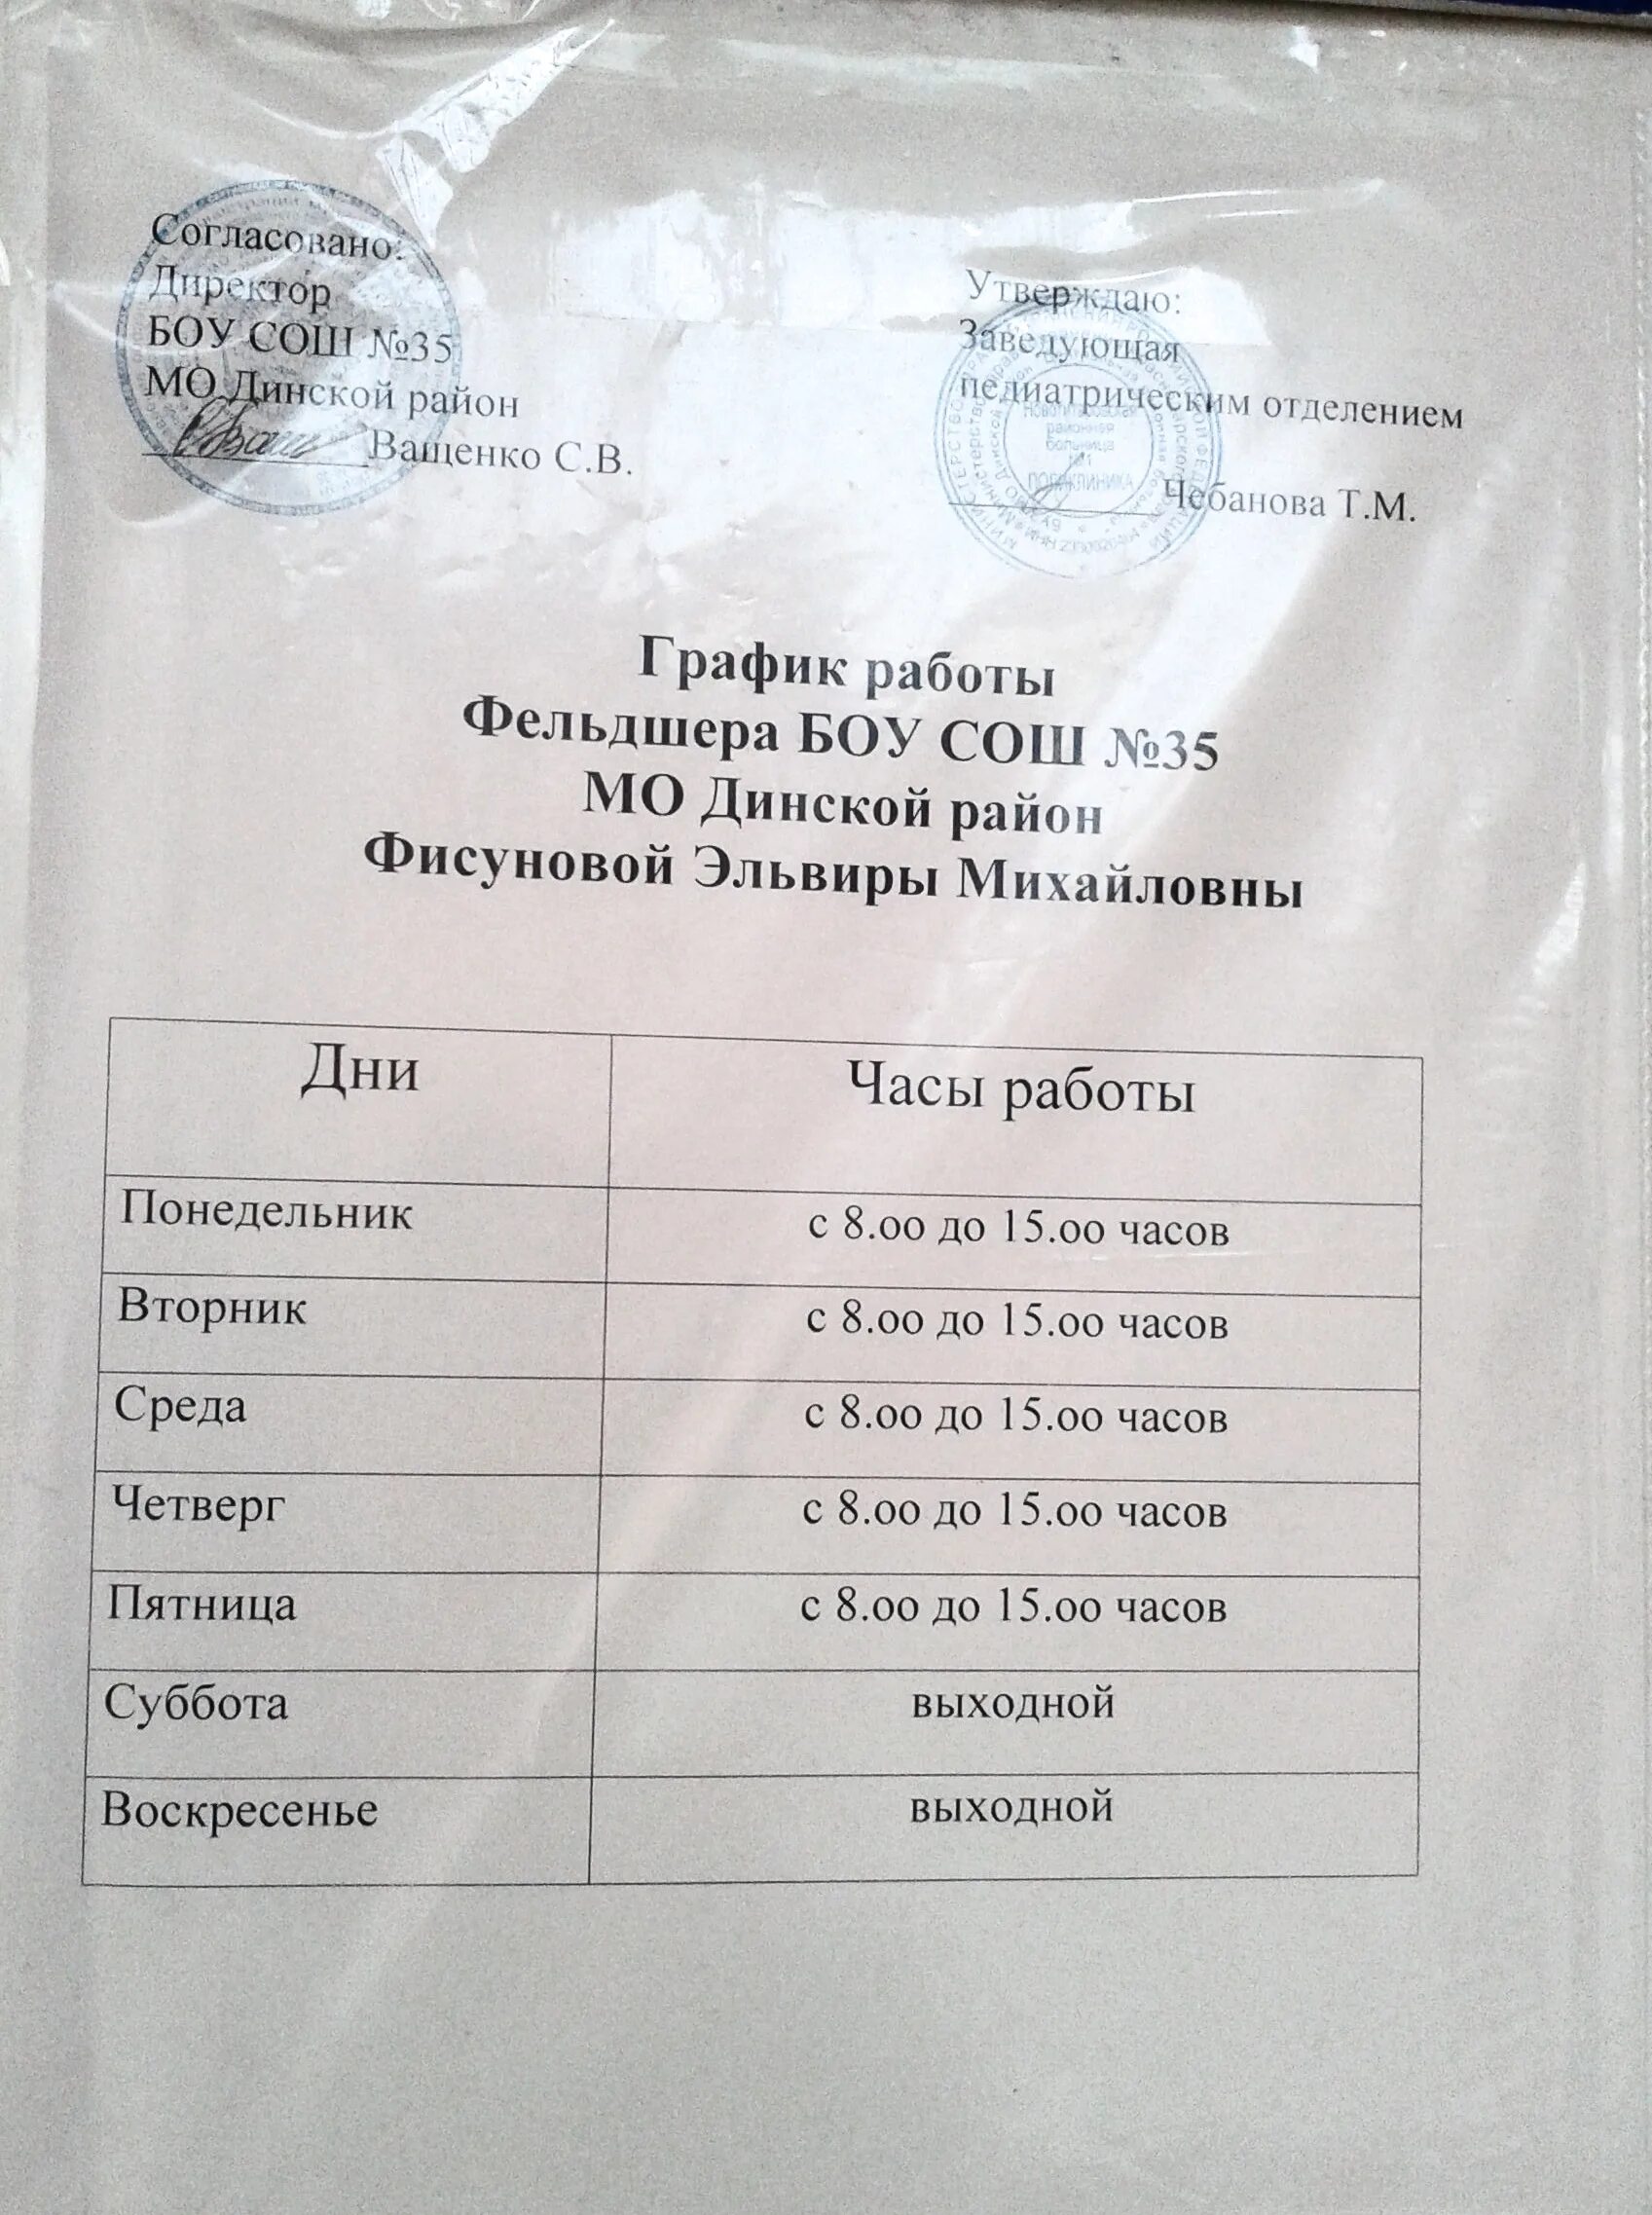 Согласовано:
Директор
БОУ СОШ №35
МО Динской район
Ващенко С.В.
Утверждаю:
Заведующая
педиатрическим отделением
Чебанова Т.М.
районная
больница
ПОЛИКЛИНИКА
График работы
Фельдшера БОУ СОШ №35
МО Динской район
Фисуновой Эльвиры Михайловны
Дни Часы работы
Понедельник с 8.оо до 15.оо часов
Вторник с 8.оо до 15.оо часов
Среда с 8.оо до 15.оо часов
Четверг с 8.оо до 15.оо часов
Пятница с 8.оо до 15.оо часов
Суббота выходной
Воскресенье выходной